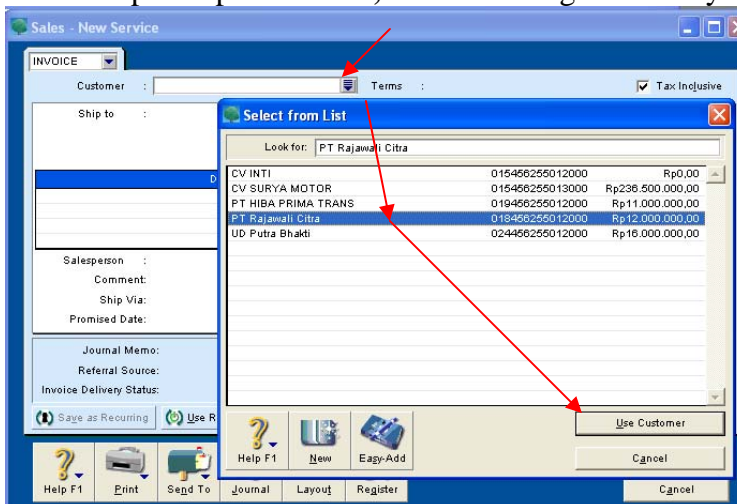 Sales - New Service
INVOICE
Customer :
Terms :
Tax Inclusive
Ship to :
Select from List
Look for: PT Rajawali Citra
CV INTI 015456255012000 Rp0,00
CV SURYA MOTOR 015456255013000 Rp236.500.000,00
PT HIBA PRIMA TRANS 019456255012000 Rp11.000.000,00
PT Rajawali Citra 018456255012000 Rp12.000.000,00
UD Putra Bhakti 024456255012000 Rp16.000.000,00
D
Salesperson :
Comment:
Ship Via:
Promised Date:
Journal Memo:
Referral Source:
Invoice Delivery Status:
Save as Recurring
Use R
Use Customer
Help F1 New Easy-Add
Cancel
Help F1 Print Send To Journal Layout Register Cancel